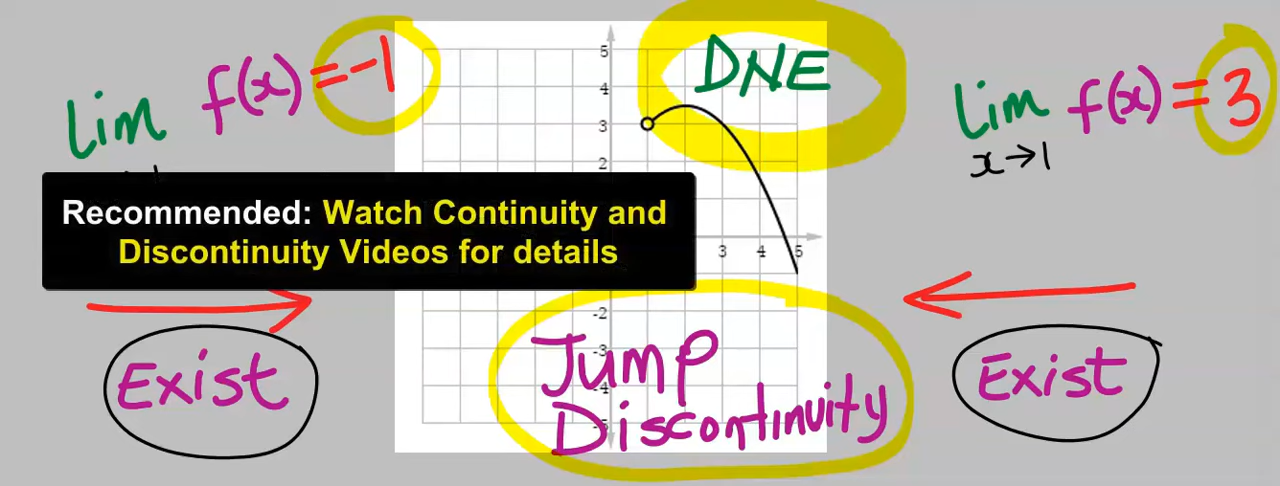 Lim f(x) = -1
DNE
Lim f(x) = 3
x→1
5
4
3
2
Recommended: Watch Continuity and
Discontinuity Videos for details
3 4 5
-2
-3
-4
Exist
Jump
Discontinuity
Exist